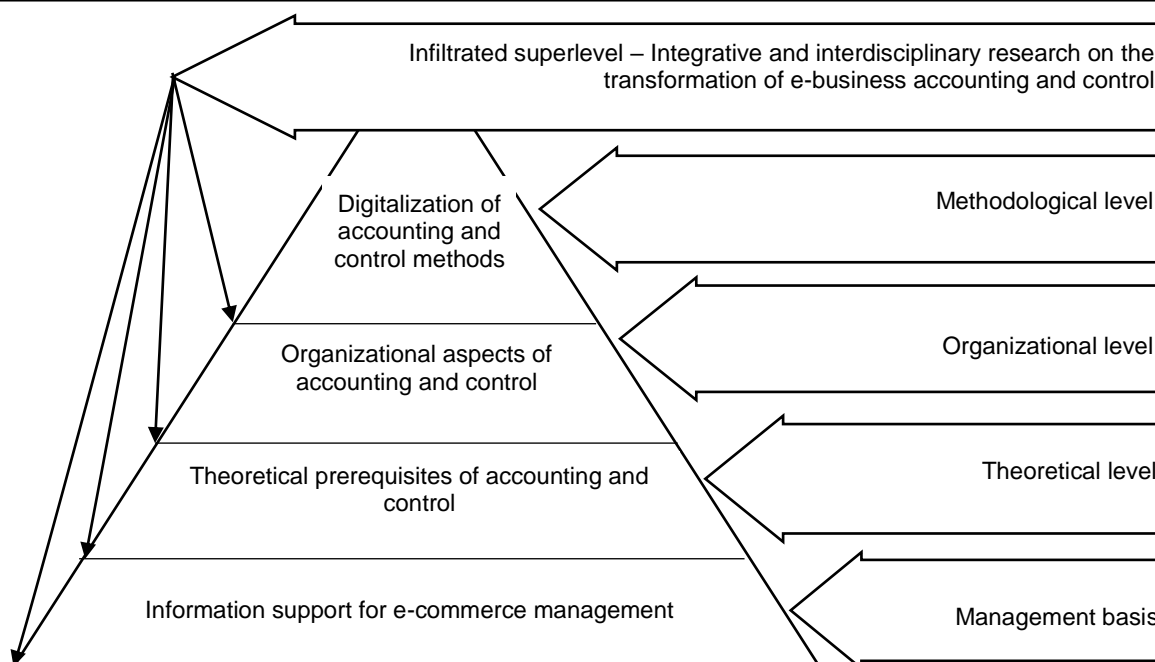 Infiltrated superlevel – Integrative and interdisciplinary research on the
transformation of e-business accounting and control
Digitalization of
accounting and
control methods
Methodological level
Organizational aspects of
accounting and control
Organizational level
Theoretical prerequisites of accounting and
control
Theoretical level
Information support for e-commerce management
Management basis